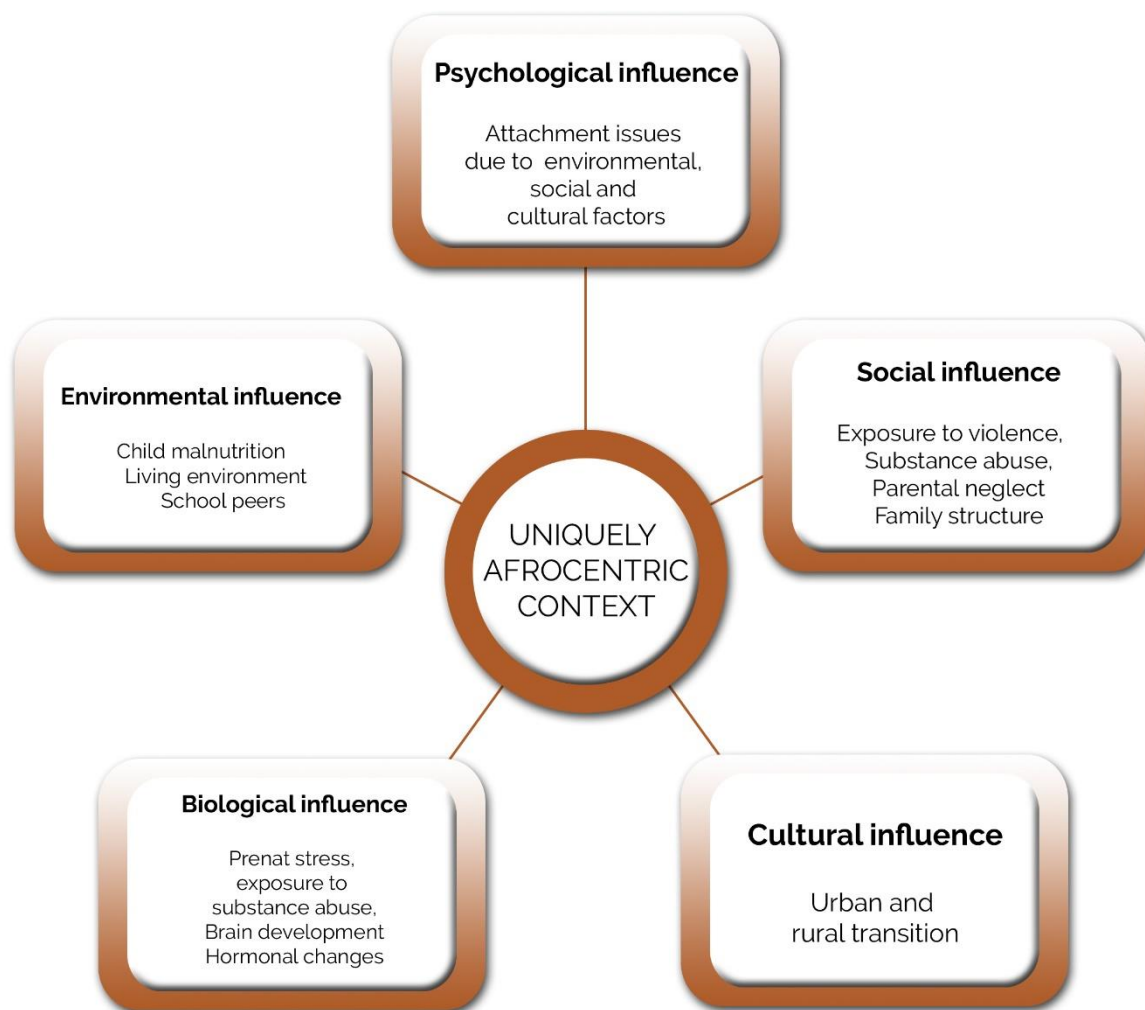 Psychological influence
Attachment issues
due to environmental,
social and
cultural factors
Environmental influence
Child malnutrition
Living environment
School peers
Social influence
Exposure to violence,
Substance abuse,
Parental neglect
Family structure
UNIQUELY
AFROCENTRIC
CONTEXT
Biological influence
Prenat stress,
exposure to
substance abuse,
Brain development
Hormonal changes
Cultural influence
Urban and
rural transition